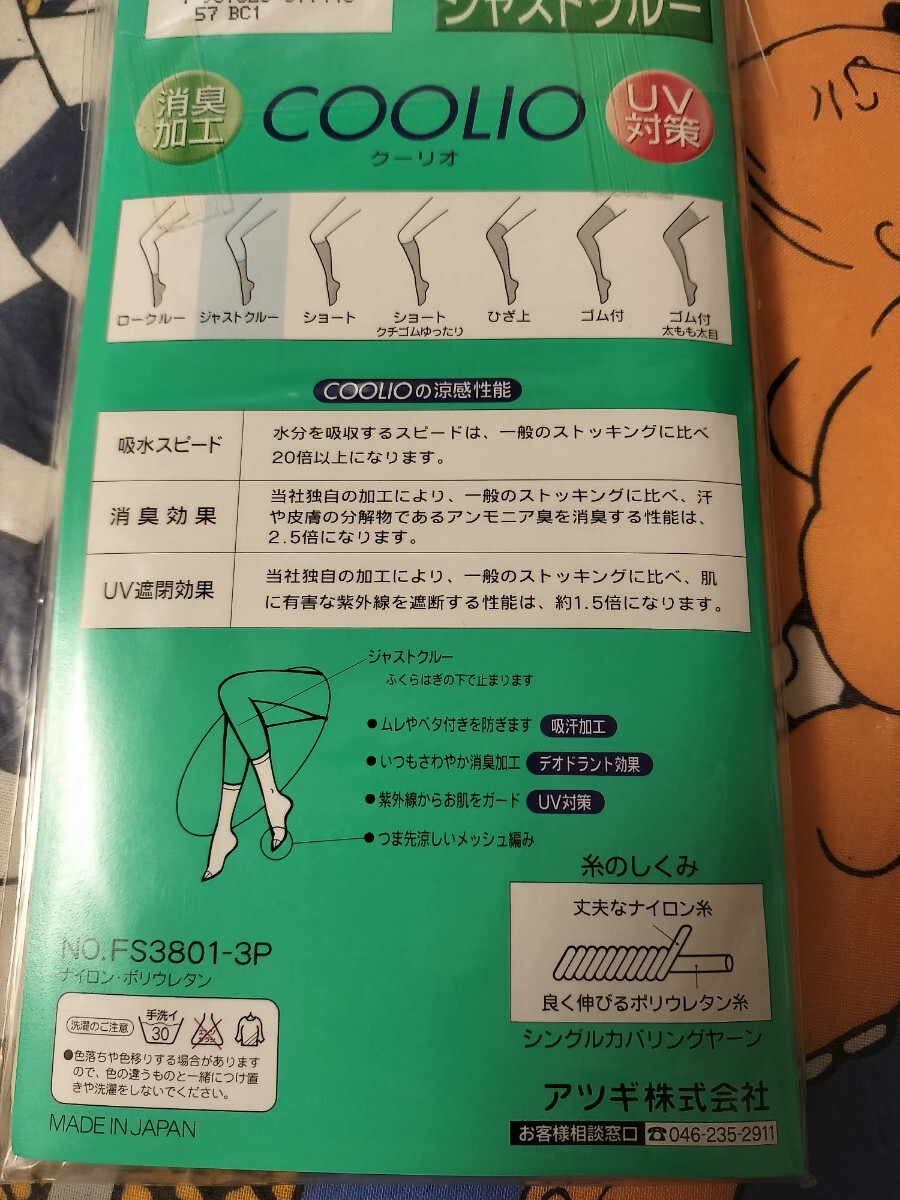 57 BC1
ジャストクルー
消臭
加工
COOLIO
クーリオ
UV
対策
ロークルー
ジャストクルー
ショート
ショート
クチゴムゆったり
ひざ上
ゴム付
ゴム付
太もも太目
COOLIOの涼感性能
吸水スピード
水分を吸収するスピードは、一般のストッキングに比べ
20倍以上になります。
消臭効果
当社独自の加工により、一般のストッキングに比べ、汗
や皮膚の分解物であるアンモニア臭を消臭する性能は、
2.5倍になります。
UV遮閉効果
当社独自の加工により、一般のストッキングに比べ、肌
に有害な紫外線を遮断する性能は、約1.5倍になります。
ジャストクルー
ふくらはぎの下で止まります
●ムレやベタ付きを防ぎます 吸汗加工
●いつもさわやか消臭加工 デオドラント効果
●紫外線からお肌をガード UV対策
●つま先涼しいメッシュ編み
糸のしくみ
丈夫なナイロン糸
良く伸びるポリウレタン糸
シングルカバリングヤーン
NO.FS3801-3P
ナイロン・ポリウレタン
洗濯のご注意
手洗イ
30
エンソ
サラシ
●色落ちや色移りする場合があります
ので、色の違うものと一緒につけ置
きや洗濯をしないでください。
MADE IN JAPAN
アツギ株式会社
お客様相談窓口 ☎046-235-2911